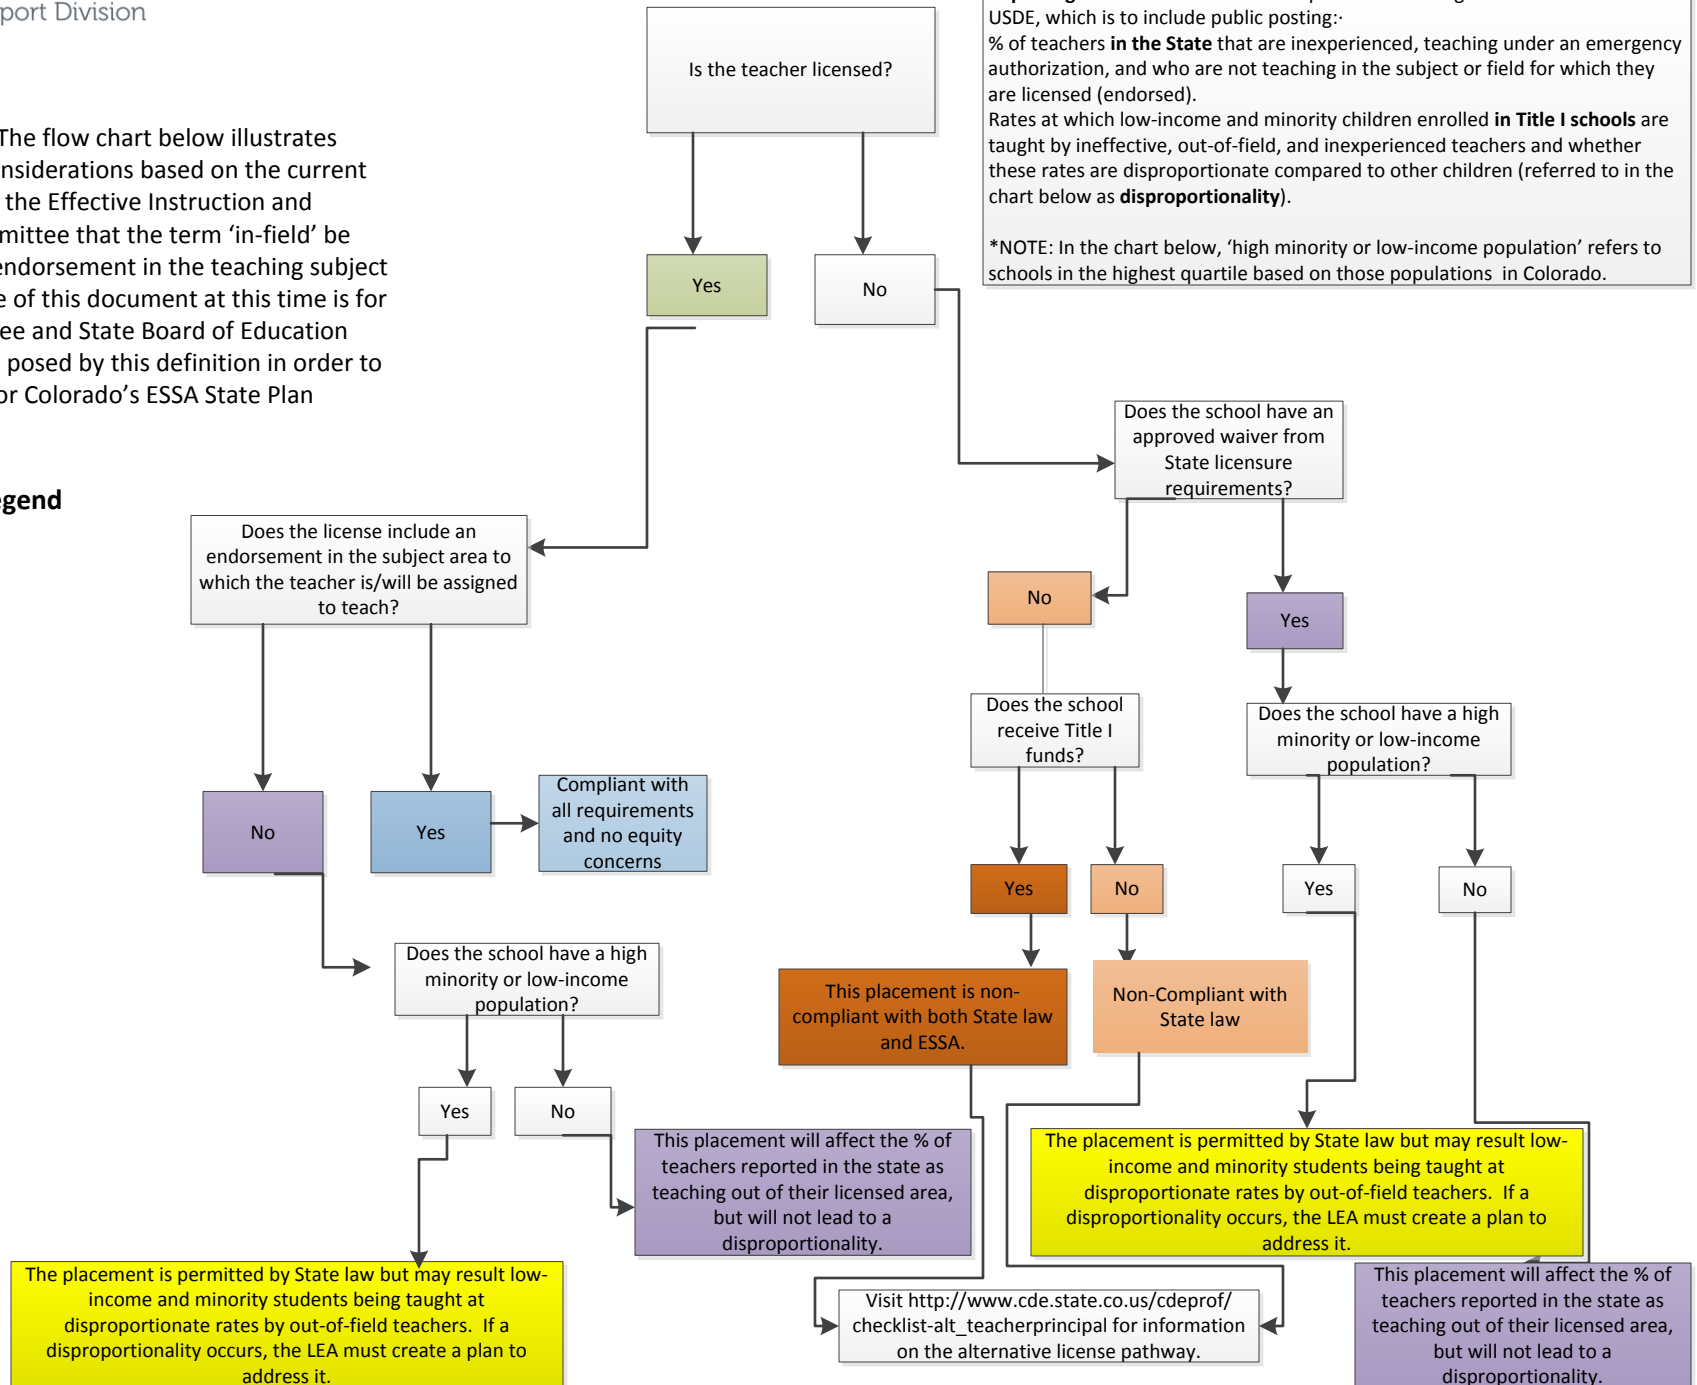 port Division
USDE, which is to include public posting:·
% of teachers in the State that are inexperienced, teaching under an emergency
authorization, and who are not teaching in the subject or field for which they
are licensed (endorsed).
Rates at which low-income and minority children enrolled in Title I schools are
taught by ineffective, out-of-field, and inexperienced teachers and whether
these rates are disproportionate compared to other children (referred to in the
chart below as disproportionality).
*NOTE: In the chart below, ‘high minority or low-income population’ refers to
schools in the highest quartile based on those populations in Colorado.
The flow chart below illustrates
nsiderations based on the current
the Effective Instruction and
mittee that the term ‘in-field’ be
endorsement in the teaching subject
e of this document at this time is for
ee and State Board of Education
posed by this definition in order to
or Colorado’s ESSA State Plan
egend
Is the teacher licensed?
Yes
No
Does the school have an
approved waiver from
State licensure
requirements?
Does the license include an
endorsement in the subject area to
which the teacher is/will be assigned
to teach?
No
Yes
Does the school
receive Title I
funds?
Does the school have a high
minority or low-income
population?
No
Yes
Compliant with
all requirements
and no equity
concerns
Yes
No
Yes
No
Does the school have a high
minority or low-income
population?
This placement is non-
compliant with both State law
and ESSA.
Non-Compliant with
State law
Yes
No
This placement will affect the % of
teachers reported in the state as
teaching out of their licensed area,
but will not lead to a
disproportionality.
The placement is permitted by State law but may result low-
income and minority students being taught at
disproportionate rates by out-of-field teachers. If a
disproportionality occurs, the LEA must create a plan to
address it.
The placement is permitted by State law but may result low-
income and minority students being taught at
disproportionate rates by out-of-field teachers. If a
disproportionality occurs, the LEA must create a plan to
address it.
Visit http://www.cde.state.co.us/cdeprof/
checklist-alt_teacherprincipal for information
on the alternative license pathway.
This placement will affect the % of
teachers reported in the state as
teaching out of their licensed area,
but will not lead to a
disproportionality.